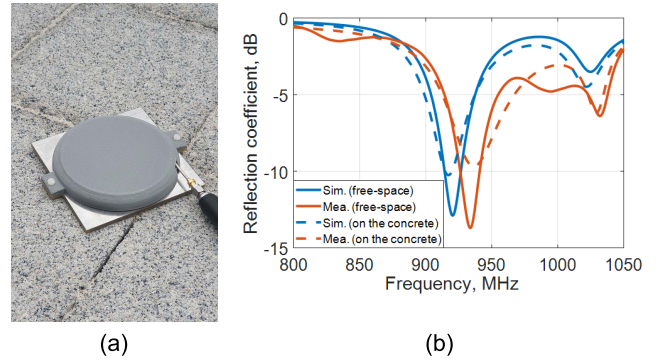 0
-5
-10
-15
Reflection coefficient, dB
Sim. (free-space)
Mea. (free-space)
Sim. (on the concrete)
Mea. (on the concrete)
800 850 900 950 1000 1050
Frequency, MHz
(a) (b)